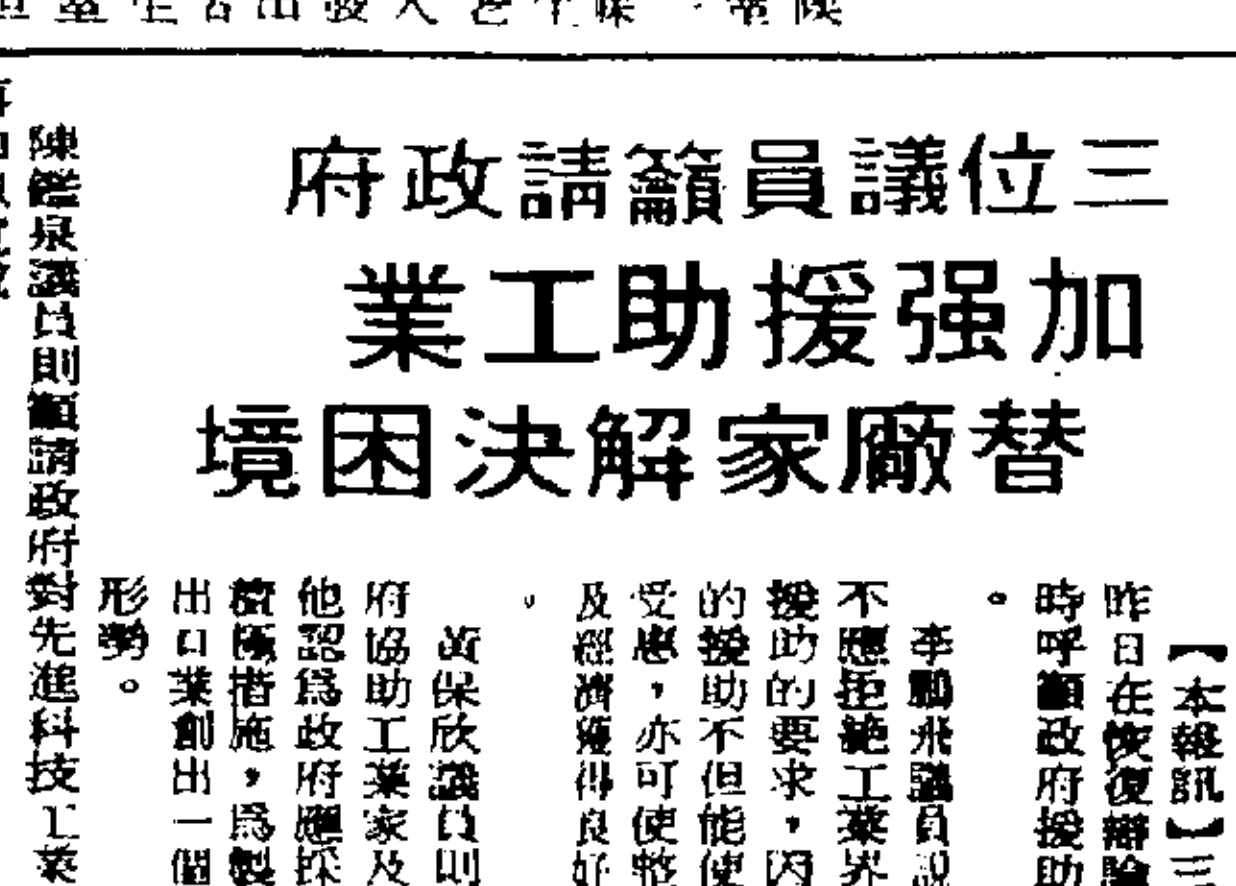 三位議員籲請政府
加强援助工業
替廠家解決困境
【本報訊】三
昨日在恢復辯論
時呼籲政府援助
。
李鵬飛議員説
不應拒絶工業界
援助的要求，因
的援助不但能使
受惠，亦可使整
及經濟獲得良好
。
黃保欣議員則
府協助工業家及
他認爲政府應採
積極措施，爲製
出口業創出一個
形勢。
陳鑑泉議員則籲請政府對先進科技工業